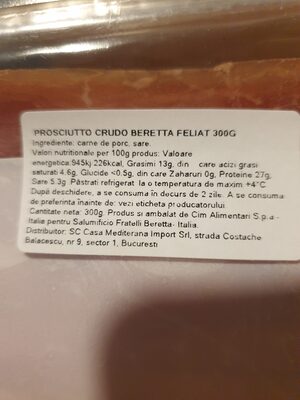 PROSCIUTTO CRUDO BERETTA FELIAT 300G
Ingrediente: carne de porc, sare.
Valori nutritionale per 100g produs: Valoare
energetica 945kj 226kcal, Grasimi 13g, din care acizi grasi
saturati 4.6g, Glucide <0.5g, din care Zaharuri 0g, Proteine 27g,
Sare 5.3g. Păstrati refrigerat la o temperatura de maxim +4°C
După deschidere, a se consuma în decurs de 2 zile. A se consuma
de preferinta înainte de: vezi eticheta producatorului.
Cantitate neta: 300g. Produs si ambalat de Cim Alimentari S.p.a.-
Italia pentru Salumificio Fratelli Beretta- Italia.
Distribuitor: SC Casa Mediterana Import Srl, strada Costache
Balacescu, nr 9, sector 1, Bucuresti